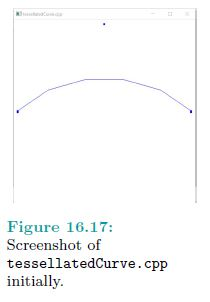 tessellatedCurve.cpp
Figure 16.17:
Screenshot of
tessellatedCurve.cpp
initially.